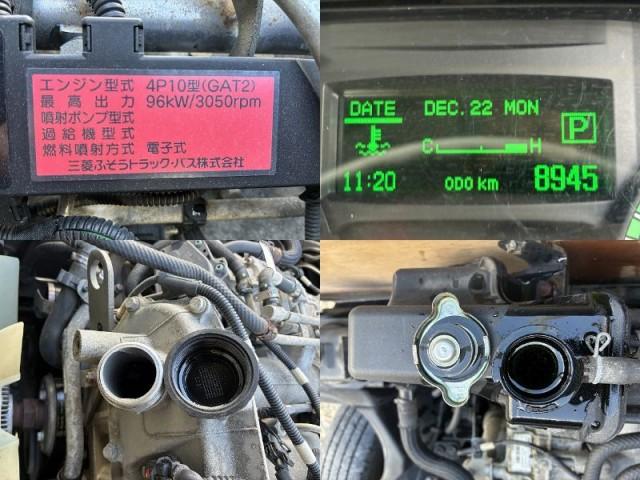 エンジン型式 4P10型(GAT2)
最高出力 96kW/3050rpm
噴射ポンプ型式
過給機型式
燃料噴射方式 電子式
三菱ふそうトラック・バス株式会社
DATE DEC. 22 MON
P
C H
11:20 ODO km 8945